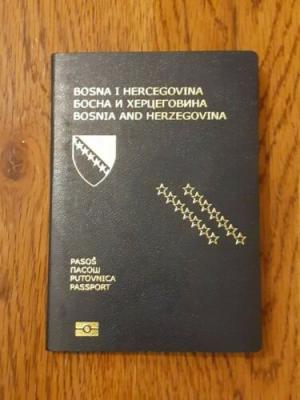 BOSNA I HERCEGOVINA
БОСНА И ХЕРЦЕГОВИНА
BOSNIA AND HERZEGOVINA
PASOŠ
ПАСОШ
PUTOVNICA
PASSPORT